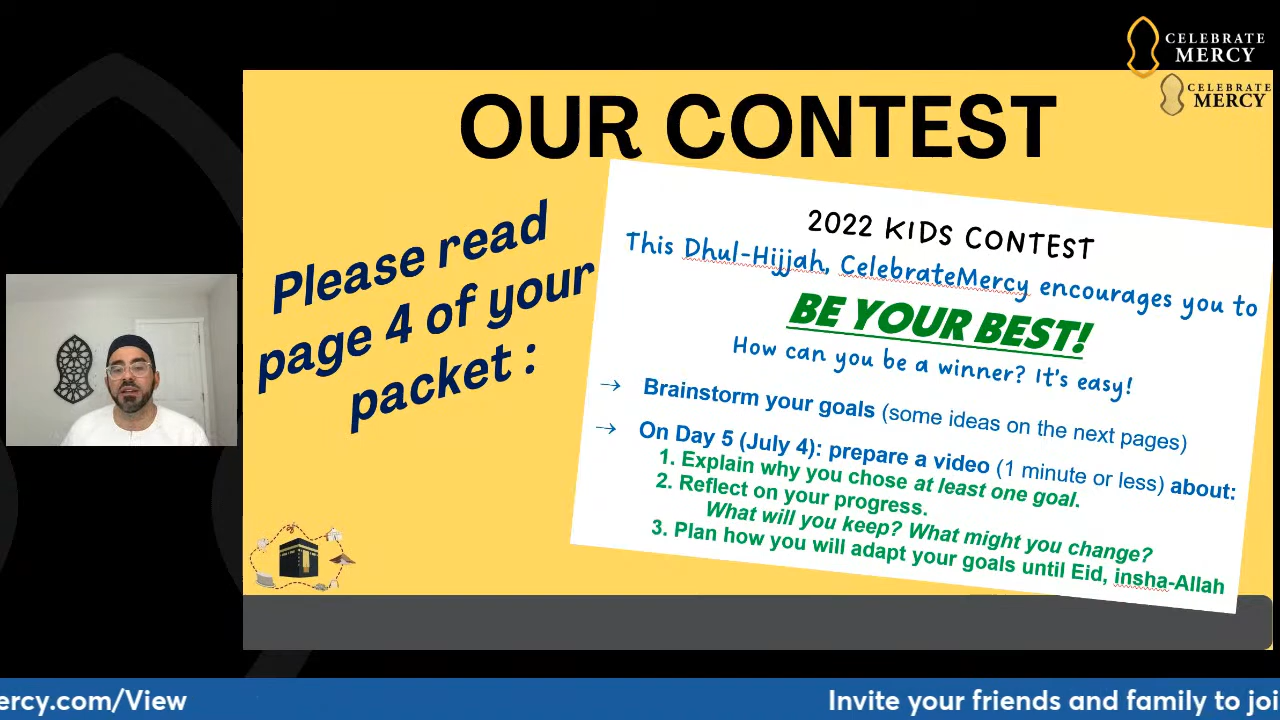 CELEBRATE
MERCY
CELEBRATE
MERCY
OUR CONTEST
Please read
page 4 of your
packet :
2022 KIDS CONTEST
This Dhul-Hijjah, CelebrateMercy encourages you to
BE YOUR BEST!
How can you be a winner? It's easy!
→ Brainstorm your goals (some ideas on the next pages)
→ On Day 5 (July 4): prepare a video (1 minute or less) about:
1. Explain why you chose at least one goal.
2. Reflect on your progress.
What will you keep? What might you change?
3. Plan how you will adapt your goals until Eid, insha-Allah
ercy.com/View
Invite your friends and family to joi